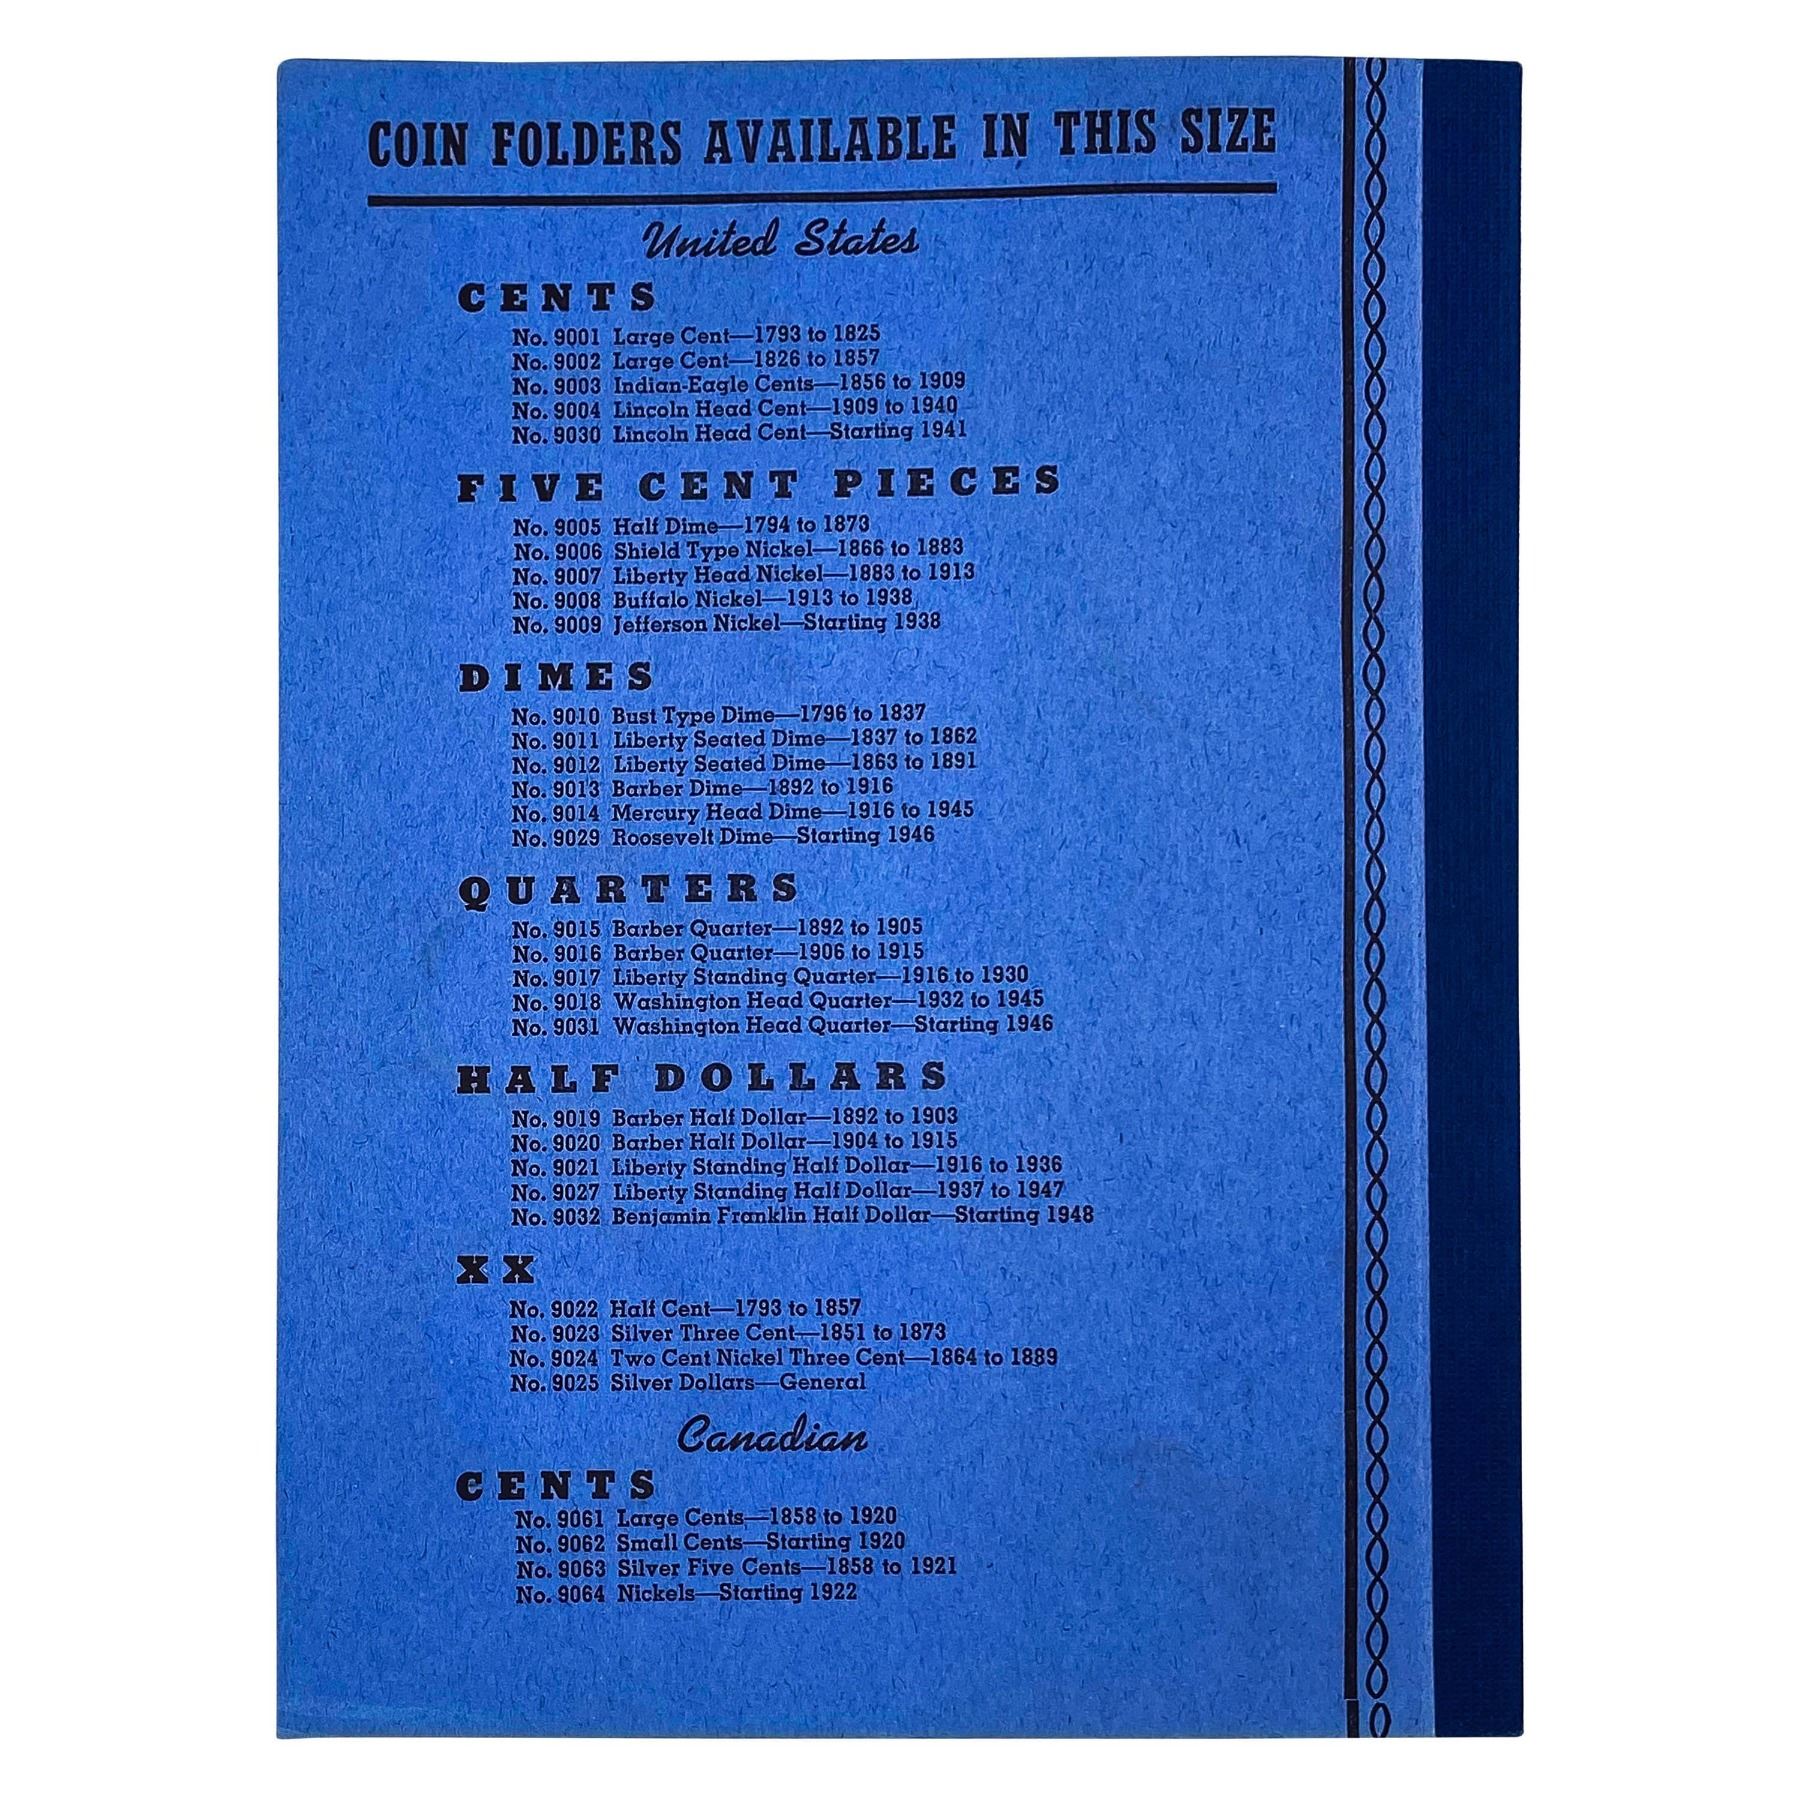 COIN FOLDERS AVAILABLE IN THIS SIZE
United States
CENTS
No. 9001 Large Cent—1793 to 1825
No. 9002 Large Cent—1826 to 1857
No. 9003 Indian-Eagle Cents—1856 to 1909
No. 9004 Lincoln Head Cent—1909 to 1940
No. 9030 Lincoln Head Cent—Starting 1941
FIVE CENT PIECES
No. 9005 Half Dime—1794 to 1873
No. 9006 Shield Type Nickel—1866 to 1883
No. 9007 Liberty Head Nickel—1883 to 1913
No. 9008 Buffalo Nickel—1913 to 1938
No. 9009 Jefferson Nickel—Starting 1938
DIMES
No. 9010 Bust Type Dime—1796 to 1837
No. 9011 Liberty Seated Dime—1837 to 1862
No. 9012 Liberty Seated Dime—1863 to 1891
No. 9013 Barber Dime—1892 to 1916
No. 9014 Mercury Head Dime—1916 to 1945
No. 9029 Roosevelt Dime—Starting 1946
QUARTERS
No. 9015 Barber Quarter—1892 to 1905
No. 9016 Barber Quarter—1906 to 1915
No. 9017 Liberty Standing Quarter—1916 to 1930
No. 9018 Washington Head Quarter—1932 to 1945
No. 9031 Washington Head Quarter—Starting 1946
HALF DOLLARS
No. 9019 Barber Half Dollar—1892 to 1903
No. 9020 Barber Half Dollar—1904 to 1915
No. 9021 Liberty Standing Half Dollar—1916 to 1936
No. 9027 Liberty Standing Half Dollar—1937 to 1947
No. 9032 Benjamin Franklin Half Dollar—Starting 1948
XX
No. 9022 Half Cent—1793 to 1857
No. 9023 Silver Three Cent—1851 to 1873
No. 9024 Two Cent Nickel Three Cent—1864 to 1889
No. 9025 Silver Dollars—General
Canadian
CENTS
No. 9061 Large Cents—1858 to 1920
No. 9062 Small Cents—Starting 1920
No. 9063 Silver Five Cents—1858 to 1921
No. 9064 Nickels—Starting 1922